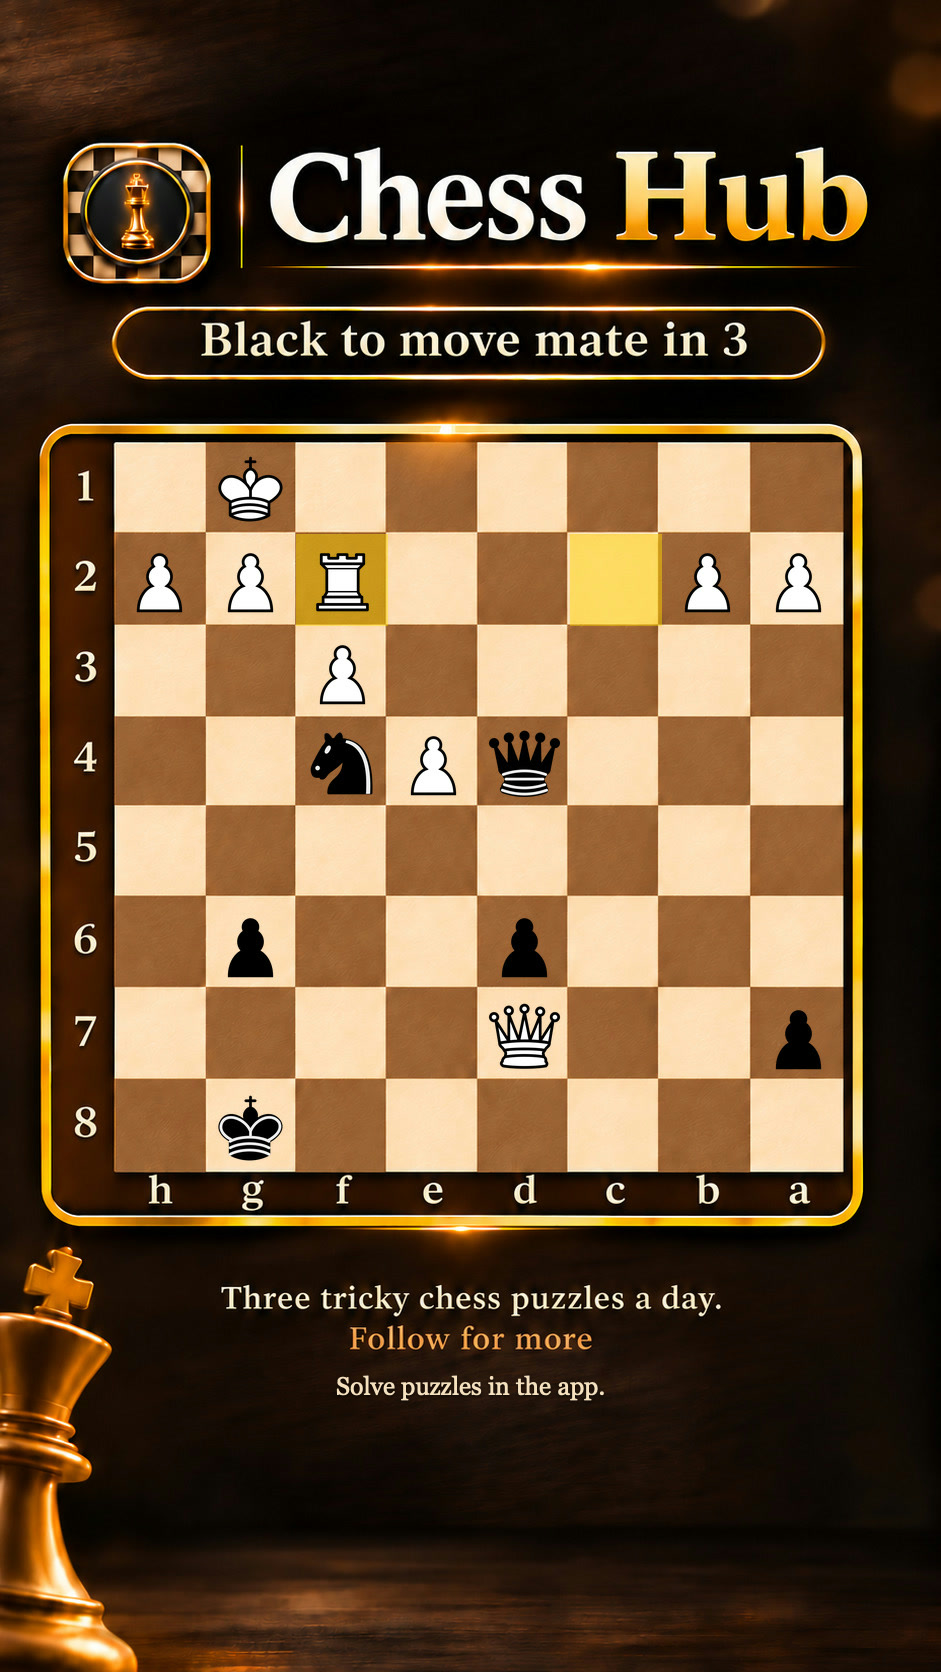 Chess Hub
Black to move mate in 3
1
2
3
4
5
6
7
8
h g f e d c b a
Three tricky chess puzzles a day.
Follow for more
Solve puzzles in the app.